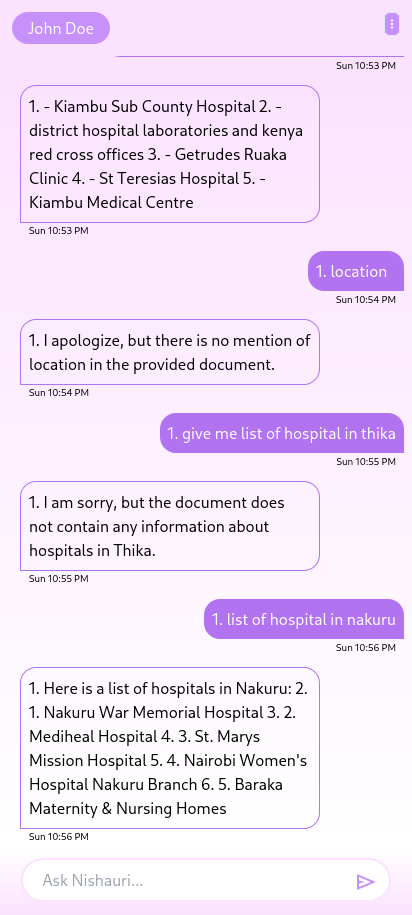 John Doe
Sun 10:53 PM
1. - Kiambu Sub County Hospital 2. -
district hospital laboratories and kenya
red cross offices 3. - Getrudes Ruaka
Clinic 4. - St Teresias Hospital 5. -
Kiambu Medical Centre
Sun 10:53 PM
1. location
Sun 10:54 PM
1. I apologize, but there is no mention of
location in the provided document.
Sun 10:54 PM
1. give me list of hospital in thika
Sun 10:55 PM
1. I am sorry, but the document does
not contain any information about
hospitals in Thika.
Sun 10:55 PM
1. list of hospital in nakuru
Sun 10:56 PM
1. Here is a list of hospitals in Nakuru: 2.
1. Nakuru War Memorial Hospital 3. 2.
Mediheal Hospital 4. 3. St. Marys
Mission Hospital 5. 4. Nairobi Women's
Hospital Nakuru Branch 6. 5. Baraka
Maternity & Nursing Homes
Sun 10:56 PM
Ask Nishauri...